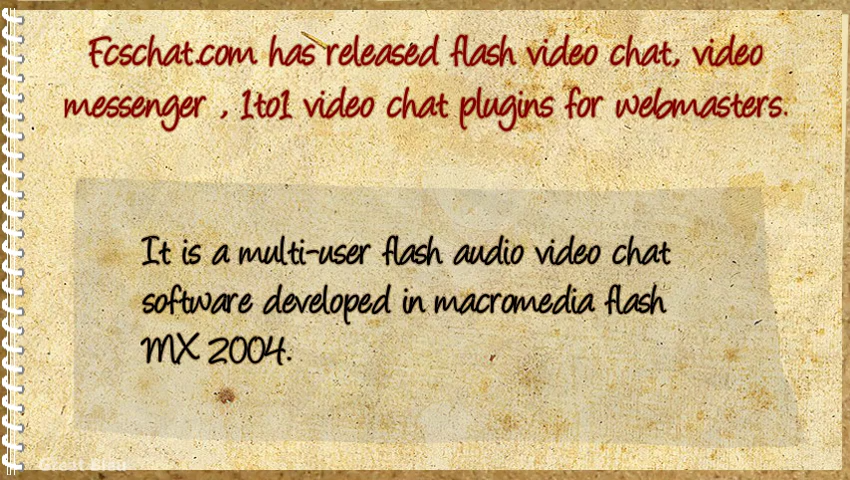 Fcschat.com has released flash video chat, video
messenger , 1to1 video chat plugins for webmasters.
It is a multi-user flash audio video chat
software developed in macromedia flash
MX 2004.